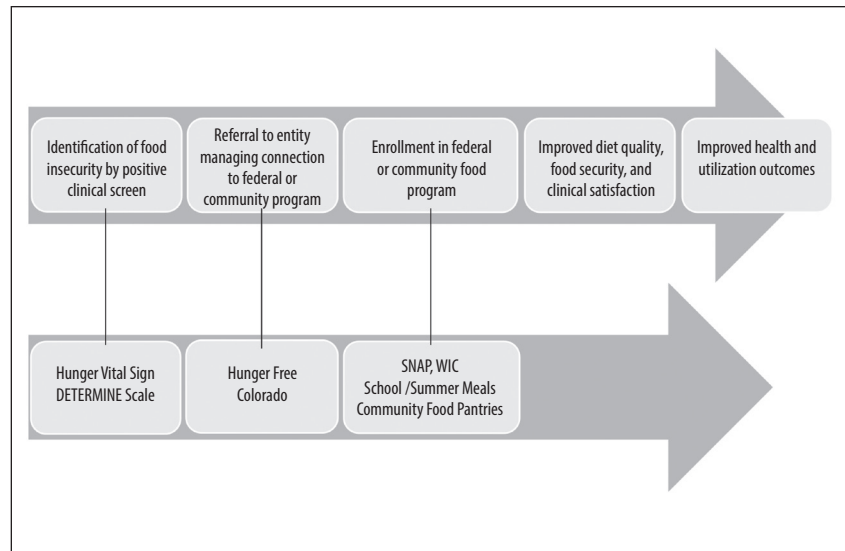 Identification of food
insecurity by positive
clinical screen
Referral to entity
managing connection
to federal or
community program
Enrollment in federal
or community food
program
Improved diet quality,
food security, and
clinical satisfaction
Improved health and
utilization outcomes
Hunger Vital Sign
DETERMINE Scale
Hunger Free
Colorado
SNAP, WIC
School /Summer Meals
Community Food Pantries